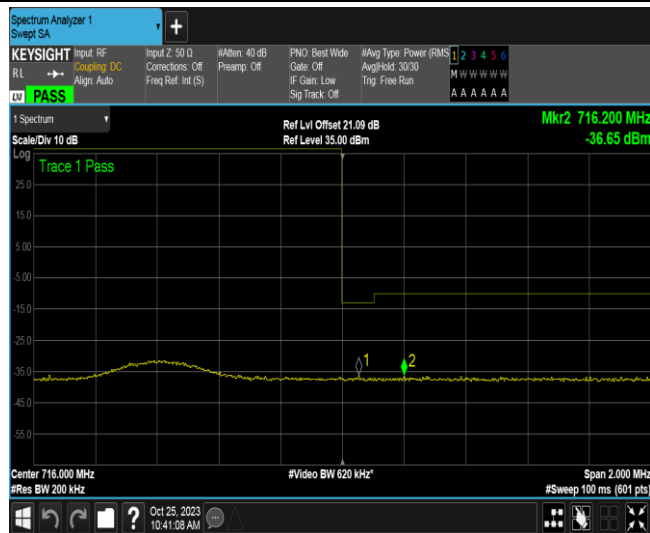 Spectrum Analyzer 1
Swept SA
+
KEYSIGHT
RL
LXI
PASS
Input: RF
Coupling: DC
Align: Auto
Input Z: 50 Ω
Corrections: Off
Freq Ref: Int (S)
#Atten: 40 dB
Preamp: Off
PNO: Best Wide
Gate: Off
IF Gain: Low
Sig Track: Off
#Avg Type: Power (RMS
Avg|Hold: 30/30
Trig: Free Run
1 2 3 4 5 6
M W W W W W
A A A A A A
1 Spectrum
Scale/Div 10 dB
Log
Ref Lvl Offset 21.09 dB
Ref Level 35.00 dBm
Mkr2 716.200 MHz
-36.65 dBm
Trace 1 Pass
25.0
15.0
5.00
-5.00
-15.0
-25.0
-35.0
-45.0
-55.0
1
2
Center 716.000 MHz
#Res BW 200 kHz
#Video BW 620 kHz*
Span 2.000 MHz
#Sweep 100 ms (601 pts)
?
Oct 25, 2023
10:41:08 AM